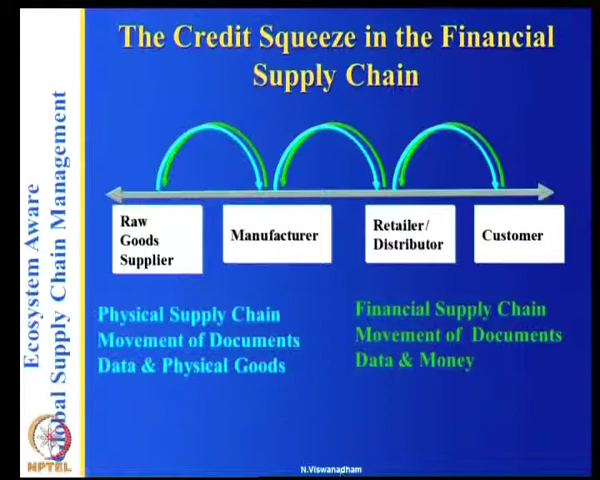 The Credit Squeeze in the Financial
Supply Chain
Ecosystem Aware
Global Supply Chain Management
Raw
Goods
Supplier
Manufacturer
Retailer/
Distributor
Customer
Physical Supply Chain
Movement of Documents
Data & Physical Goods
Financial Supply Chain
Movement of Documents
Data & Money
NPTEL
N.Viswanadham